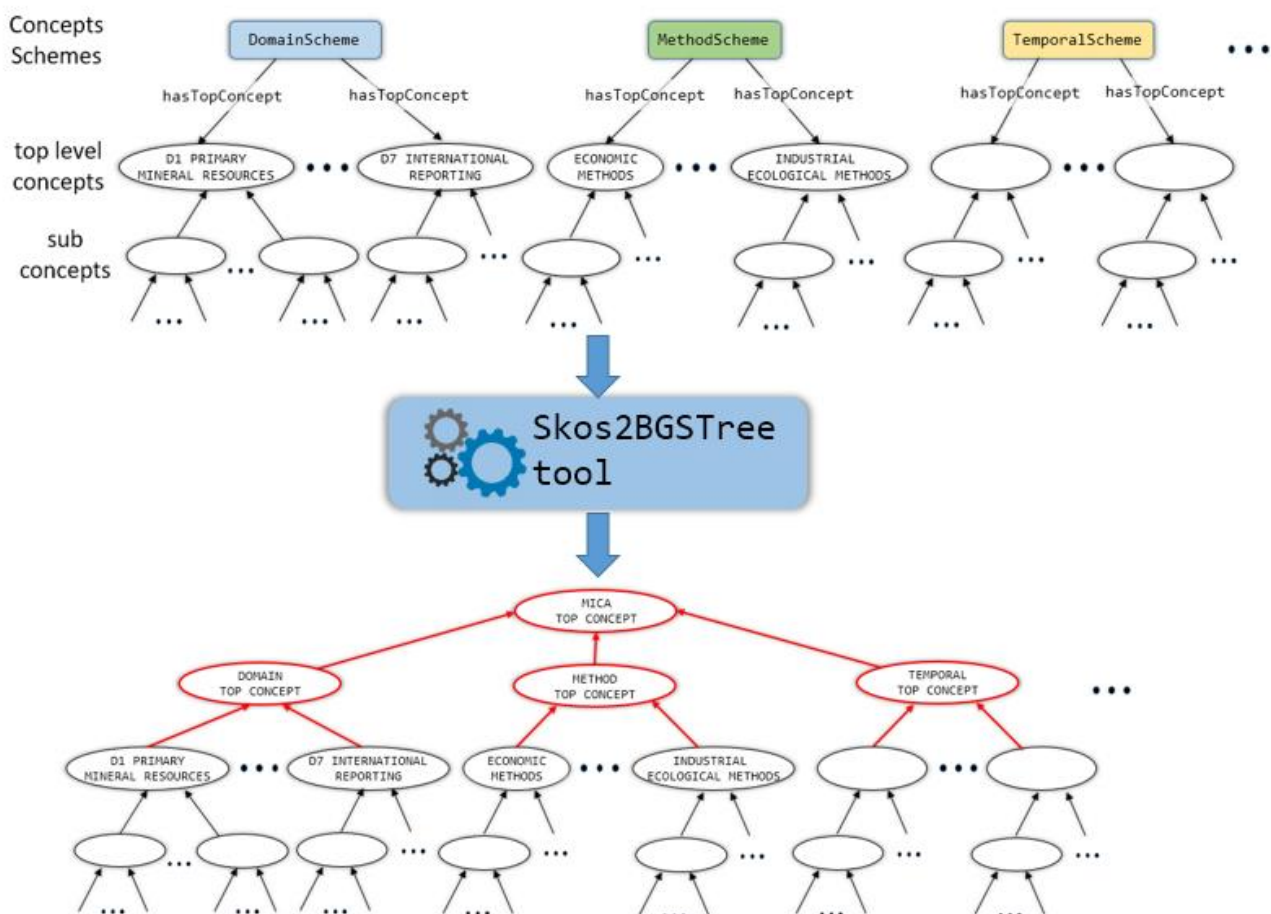 Concepts
Schemes
DomainScheme
MethodScheme
TemporalScheme
...
hasTopConcept
hasTopConcept
hasTopConcept
hasTopConcept
hasTopConcept
hasTopConcept
top level
concepts
D1 PRIMARY
MINERAL RESOURCES
...
D7 INTERNATIONAL
REPORTING
ECONOMIC
METHODS
...
INDUSTRIAL
ECOLOGICAL METHODS
...
sub
concepts
...
...
...
...
...
...
...
...
...
...
...
...
...
Skos2BGSTree
tool
MICA
TOP CONCEPT
DOMAIN
TOP CONCEPT
METHOD
TOP CONCEPT
TEMPORAL
TOP CONCEPT
...
D1 PRIMARY
MINERAL RESOURCES
...
D7 INTERNATIONAL
REPORTING
ECONOMIC
METHODS
...
INDUSTRIAL
ECOLOGICAL METHODS
...
...
...
...
...
...
...
...
...
...
...
...
...
...